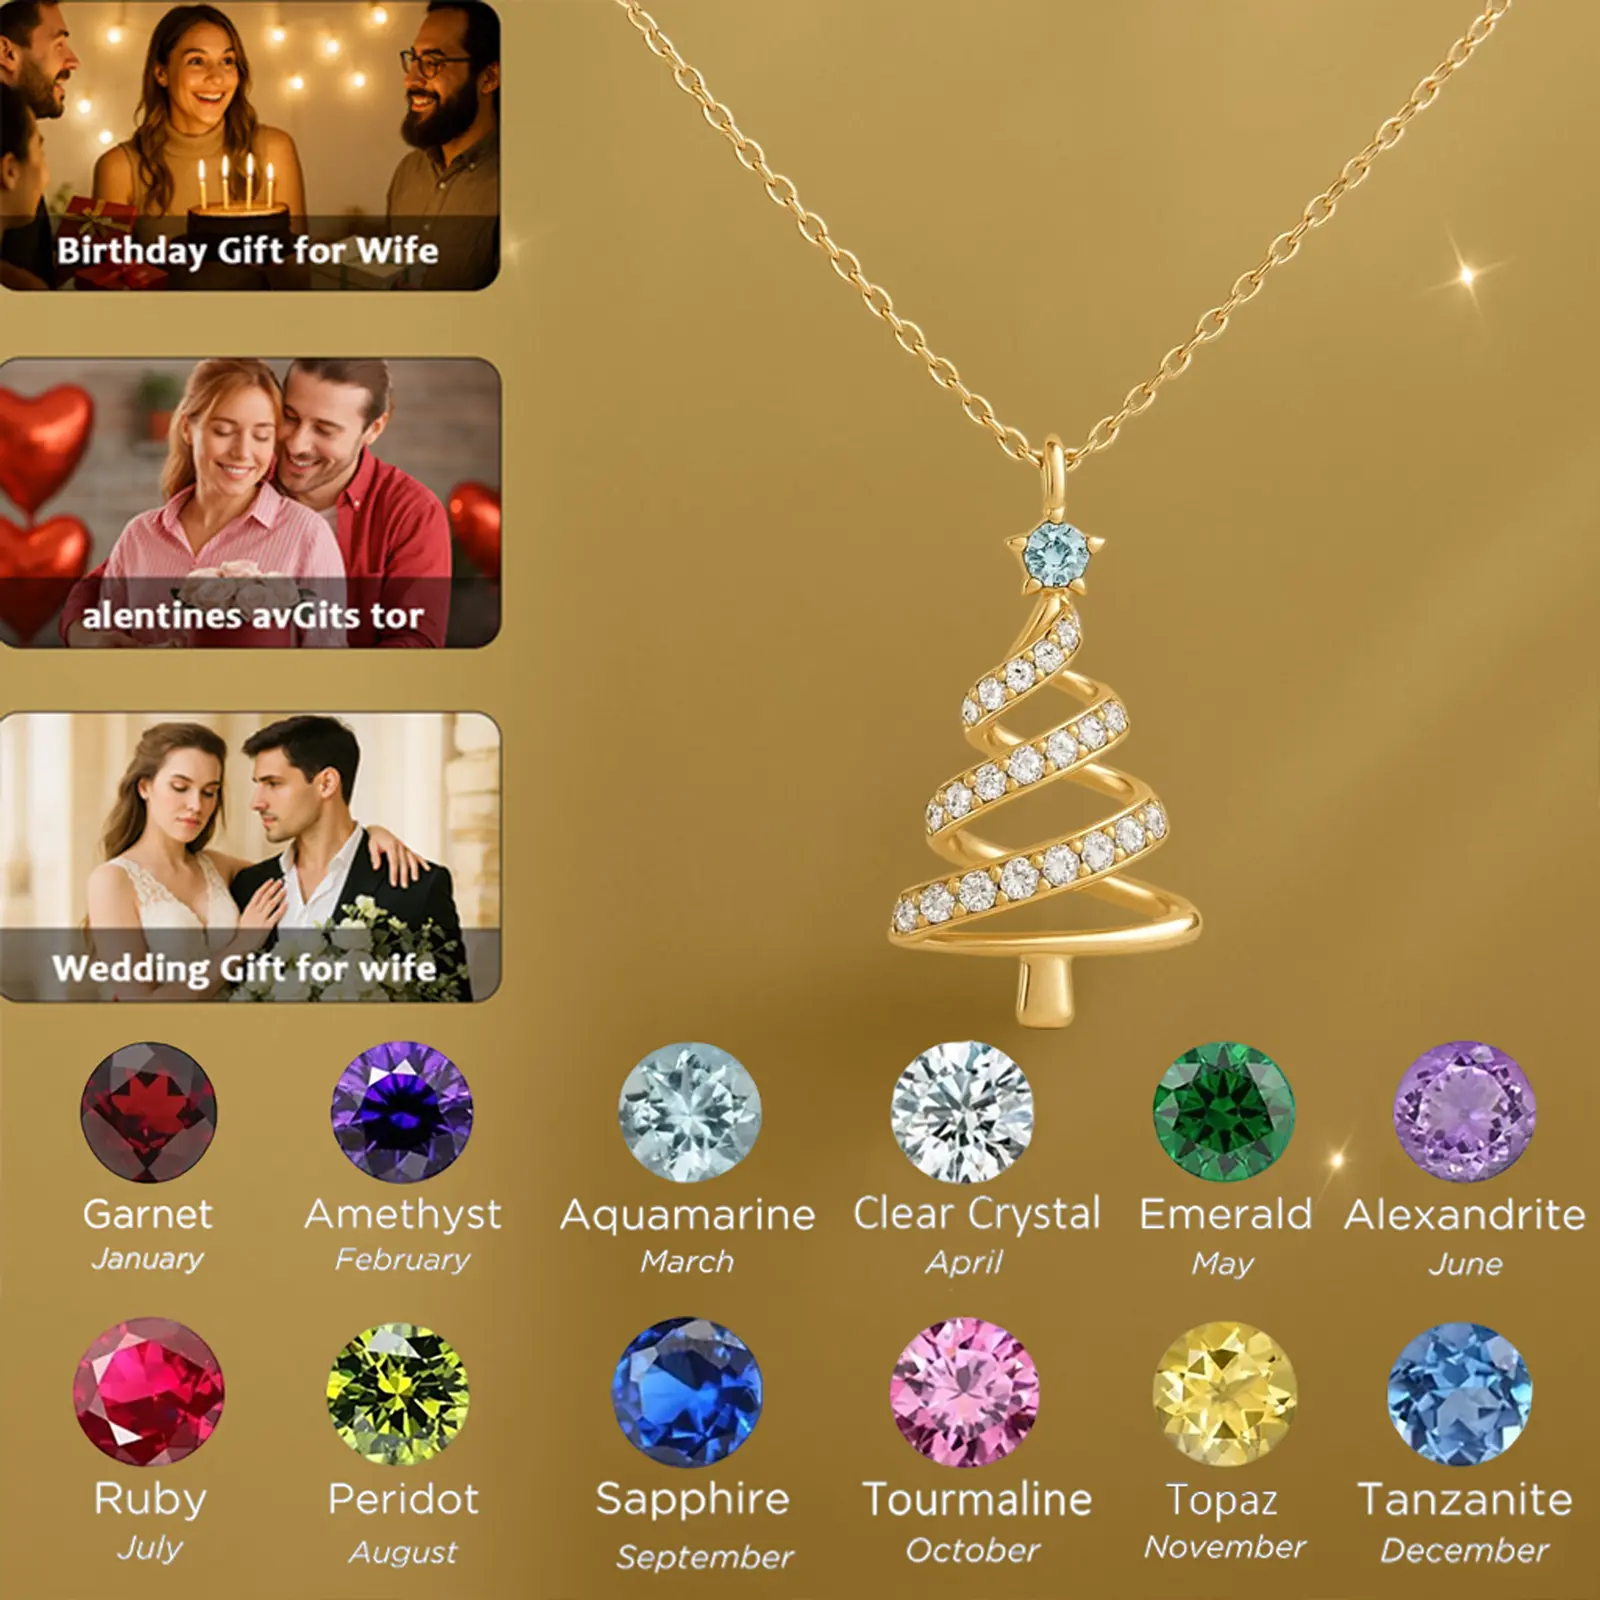 Birthday Gift for Wife
alentines avGits tor
Wedding Gift for wife
Garnet
January
Amethyst
February
Aquamarine
March
Clear Crystal
April
Emerald
May
Alexandrite
June
Ruby
July
Peridot
August
Sapphire
September
Tourmaline
October
Topaz
November
Tanzanite
December